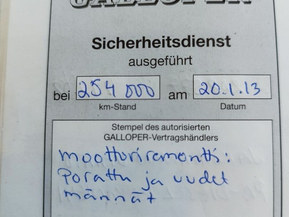 GALLOPER
Sicherheitsdienst
ausgeführt
bei 254 000 am 20.1.13
km-Stand Datum
Stempel des autorisierten
GALLOPER-Vertragshändlers
moottoriremontti:
Porattu ja uudet
männät